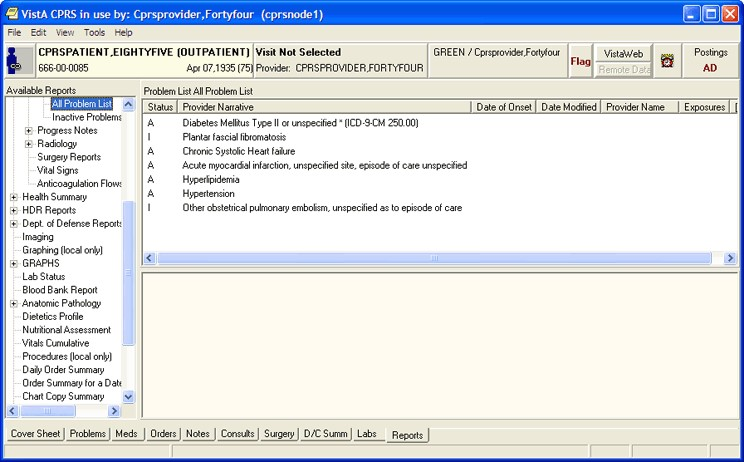 VistA CPRS in use by: Cprsprovider,Fortyfour (cprsnode1)
File Edit View Tools Help
CPRSPATIENT,EIGHTYFIVE (OUTPATIENT) Visit Not Selected GREEN / Cprsprovider,Fortyfour Flag VistaWeb Postings
666-00-0085 Apr 07,1935 (75) Provider: CPRSPROVIDER,FORTYFOUR Remote Data AD
Available Reports Problem List All Problem List
All Problem List
Inactive Problems
Progress Notes
Radiology
Surgery Reports
Vital Signs
Anticoagulation Flows
Health Summary
HDR Reports
Dept. of Defense Reports
Imaging
Graphing (local only)
GRAPHS
Lab Status
Blood Bank Report
Anatomic Pathology
Dietetics Profile
Nutritional Assessment
Vitals Cumulative
Procedures (local only)
Daily Order Summary
Order Summary for a Date
Chart Copy Summary
Status Provider Narrative Date of Onset Date Modified Provider Name Exposures
A Diabetes Mellitus Type II or unspecified * (ICD-9-CM 250.00)
I Plantar fascial fibromatosis
A Chronic Systolic Heart failure
A Acute myocardial infarction, unspecified site, episode of care unspecified
A Hyperlipidemia
A Hypertension
I Other obstetrical pulmonary embolism, unspecified as to episode of care
Cover Sheet Problems Meds Orders Notes Consults Surgery D/C Summ Labs Reports